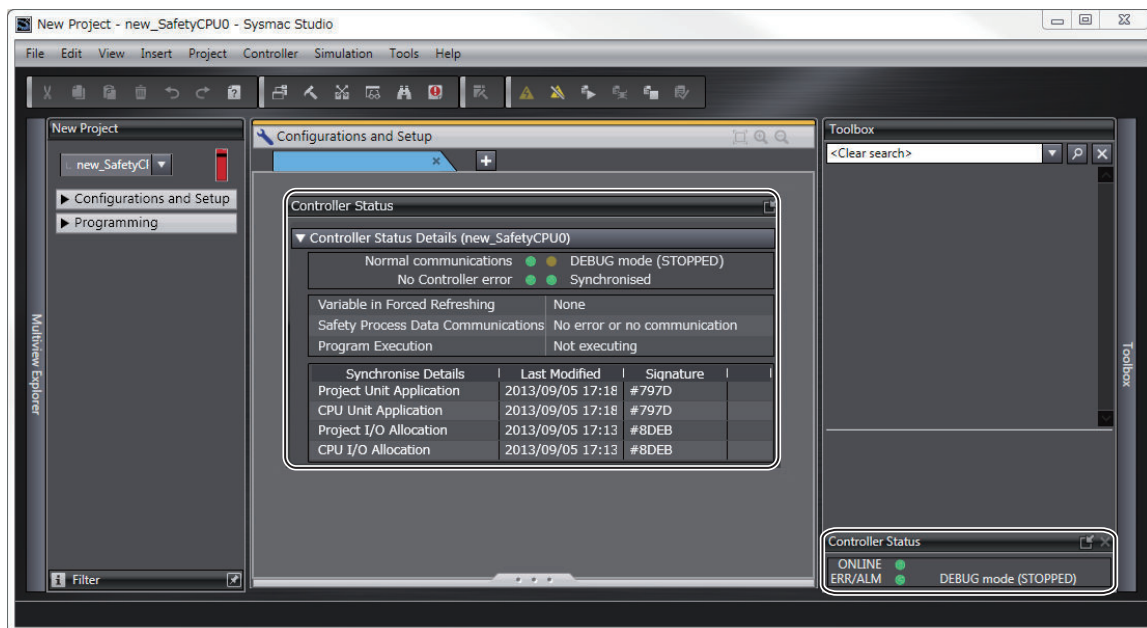 New Project - new_SafetyCPU0 - Sysmac Studio
File Edit View Insert Project Controller Simulation Tools Help
New Project
new_SafetyCI
Configurations and Setup
Programming
Multiview Explorer
Filter
Configurations and Setup
Controller Status
Controller Status Details (new_SafetyCPU0)
Normal communications DEBUG mode (STOPPED)
No Controller error Synchronised
Variable in Forced Refreshing None
Safety Process Data Communications No error or no communication
Program Execution Not executing
Synchronise Details Last Modified Signature
Project Unit Application 2013/09/05 17:18 #797D
CPU Unit Application 2013/09/05 17:18 #797D
Project I/O Allocation 2013/09/05 17:13 #8DEB
CPU I/O Allocation 2013/09/05 17:13 #8DEB
Toolbox
<Clear search>
Toolbox
Controller Status
ONLINE
ERR/ALM DEBUG mode (STOPPED)